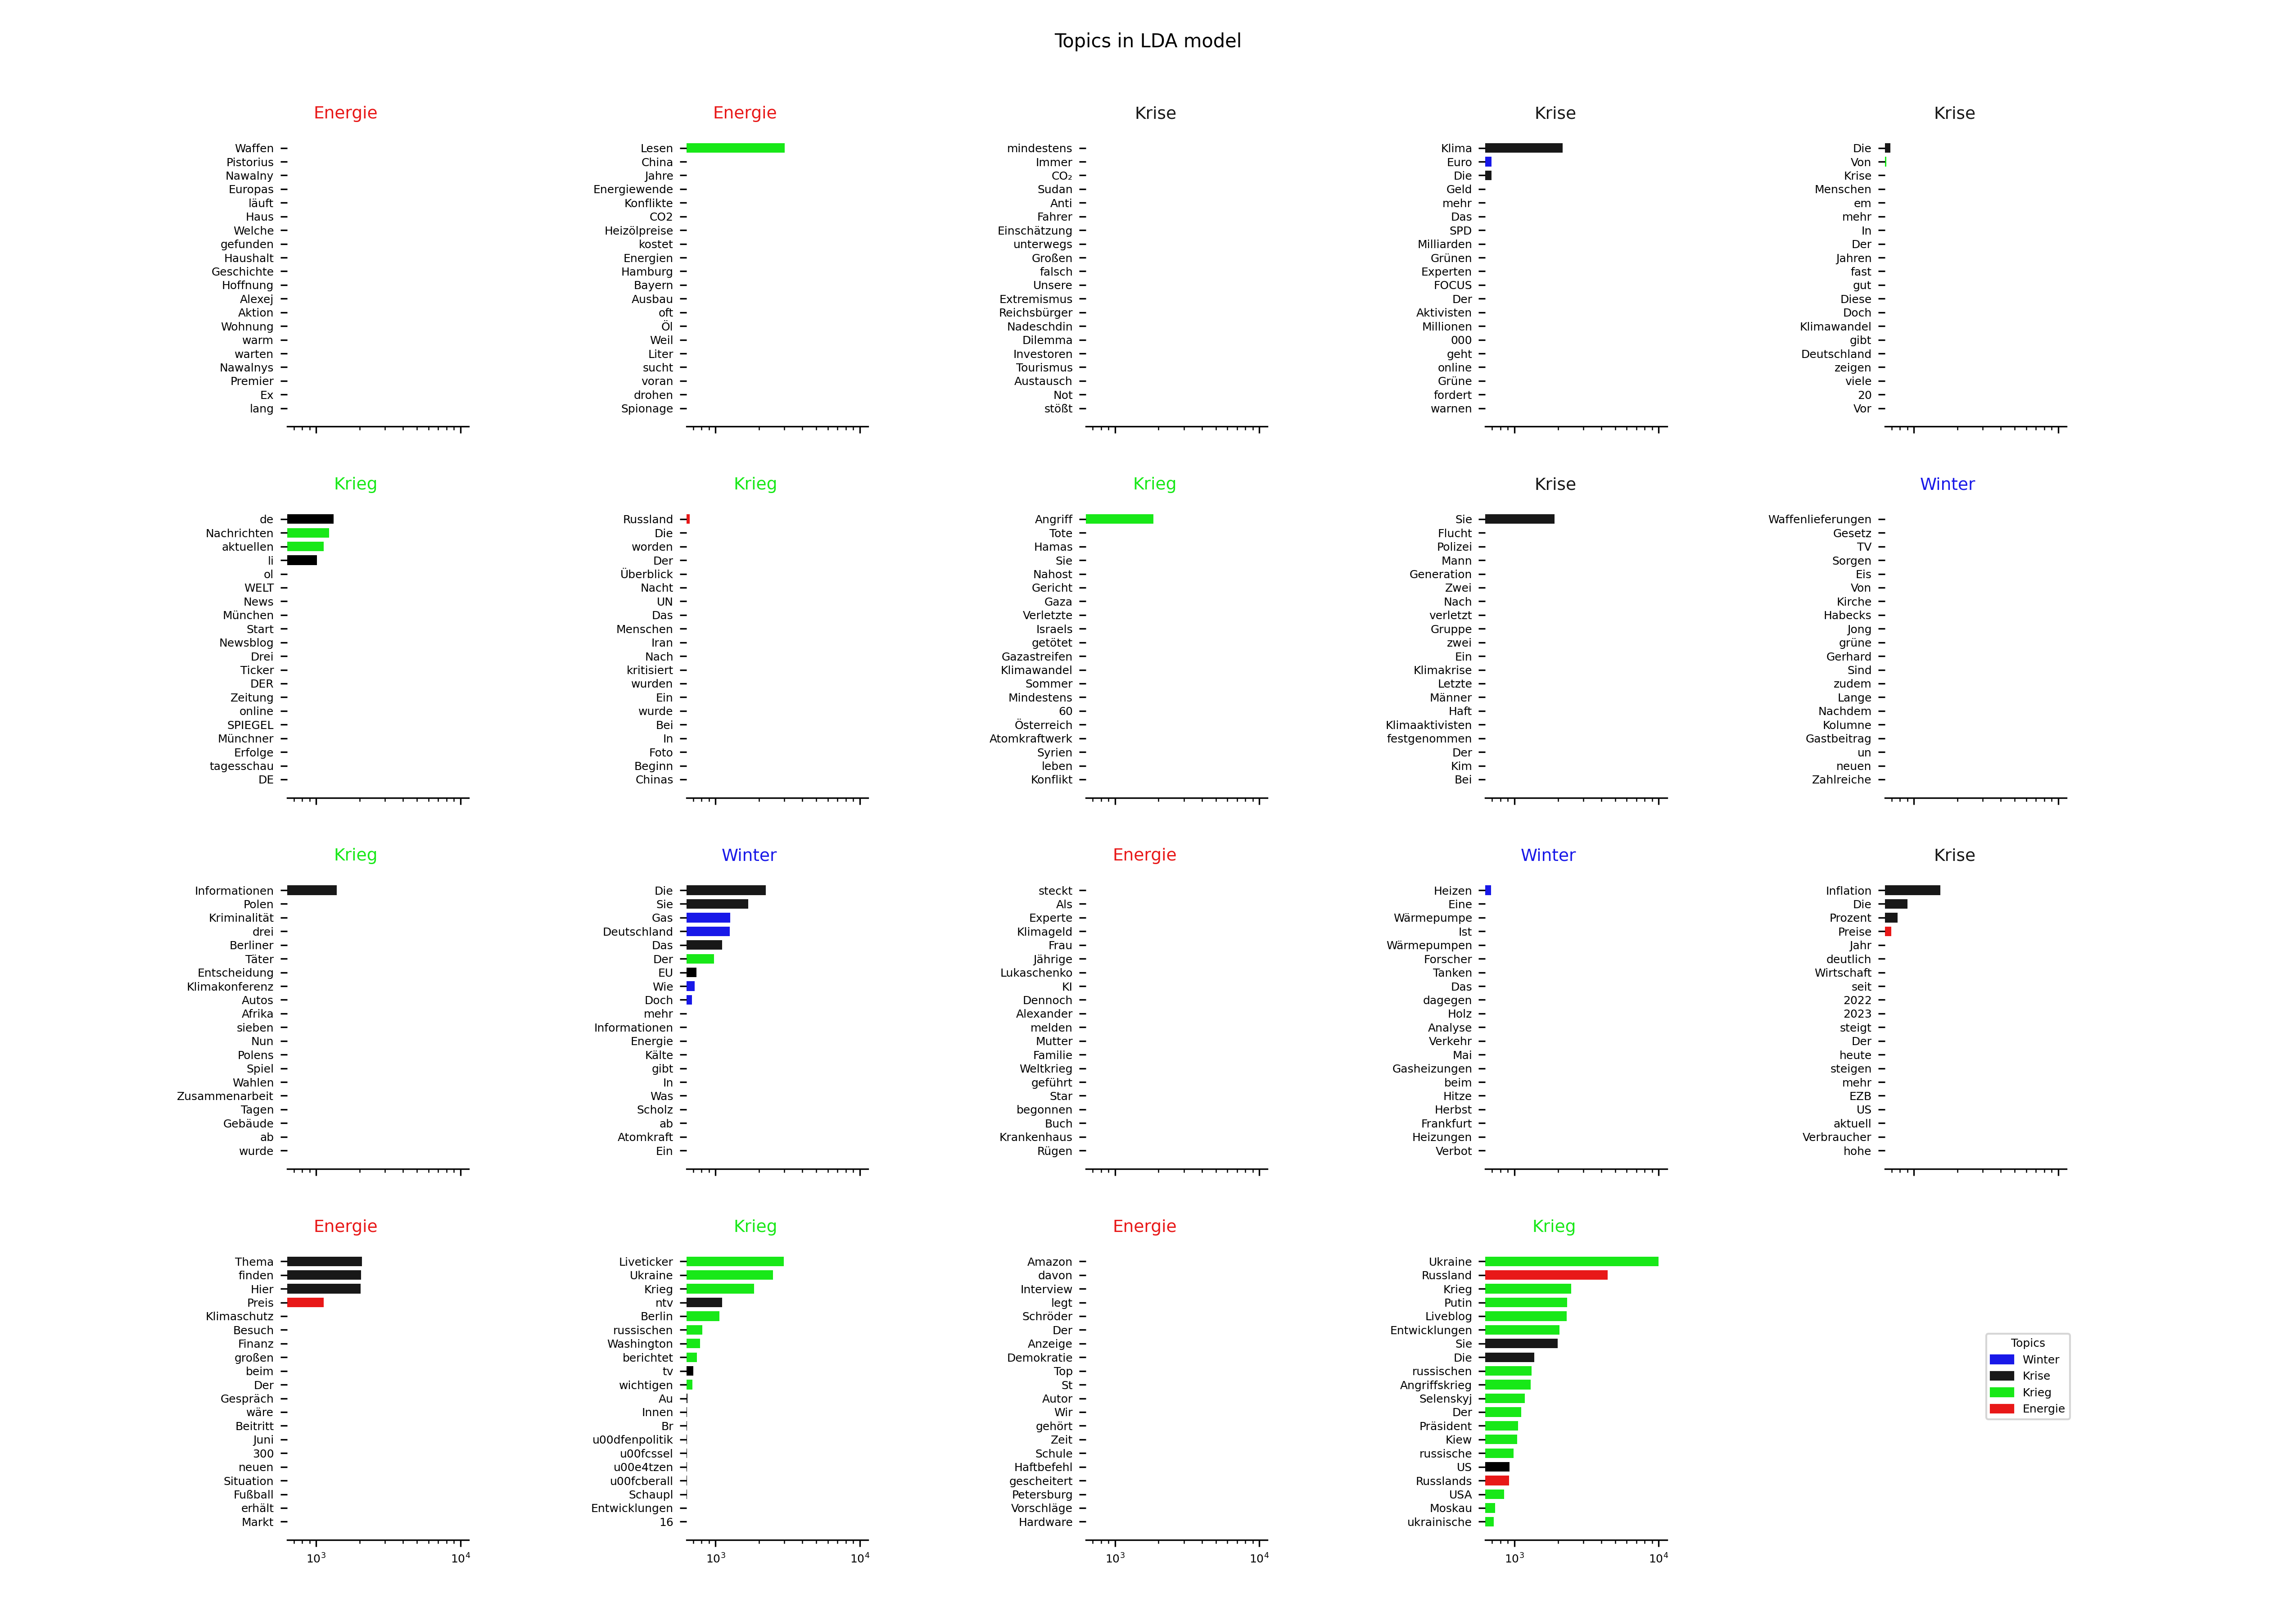 Topics in LDA model
Energie
Waffen
Pistorius
Nawalny
Europas
läuft
Haus
Welche
gefunden
Haushalt
Geschichte
Hoffnung
Alexej
Aktion
Wohnung
warm
warten
Nawalnys
Premier
Ex
lang
Energie
Lesen
China
Jahre
Energiewende
Konflikte
CO2
Heizölpreise
kostet
Energien
Hamburg
Bayern
Ausbau
oft
Öl
Weil
Liter
sucht
voran
drohen
Spionage
Krise
mindestens
Immer
CO₂
Sudan
Anti
Fahrer
Einschätzung
unterwegs
Großen
falsch
Unsere
Extremismus
Reichsbürger
Nadeschdin
Dilemma
Investoren
Tourismus
Austausch
Not
stößt
Krise
Klima
Euro
Die
Geld
mehr
Das
SPD
Milliarden
Grünen
Experten
FOCUS
Der
Aktivisten
Millionen
000
geht
online
Grüne
fordert
warnen
Krise
Die
Von
Krise
Menschen
em
mehr
In
Der
Jahren
fast
gut
Diese
Doch
Klimawandel
gibt
Deutschland
zeigen
viele
20
Vor
Krieg
de
Nachrichten
aktuellen
li
ol
WELT
News
München
Start
Newsblog
Drei
Ticker
DER
Zeitung
online
SPIEGEL
Münchner
Erfolge
tagesschau
DE
Krieg
Russland
Die
worden
Der
Überblick
Nacht
UN
Das
Menschen
Iran
Nach
kritisiert
wurden
Ein
wurde
Bei
In
Foto
Beginn
Chinas
Krieg
Angriff
Tote
Hamas
Sie
Nahost
Gericht
Gaza
Verletzte
Israels
getötet
Gazastreifen
Klimawandel
Sommer
Mindestens
60
Österreich
Atomkraftwerk
Syrien
leben
Konflikt
Krise
Sie
Flucht
Polizei
Mann
Generation
Zwei
Nach
verletzt
Gruppe
zwei
Ein
Klimakrise
Letzte
Männer
Haft
Klimaaktivisten
festgenommen
Der
Kim
Bei
Winter
Waffenlieferungen
Gesetz
TV
Sorgen
Eis
Von
Kirche
Habecks
Jong
grüne
Gerhard
Sind
zudem
Lange
Nachdem
Kolumne
Gastbeitrag
un
neuen
Zahlreiche
Krieg
Informationen
Polen
Kriminalität
drei
Berliner
Täter
Entscheidung
Klimakonferenz
Autos
Afrika
sieben
Nun
Polens
Spiel
Wahlen
Zusammenarbeit
Tagen
Gebäude
ab
wurde
Winter
Die
Sie
Gas
Deutschland
Das
Der
EU
Wie
Doch
mehr
Informationen
Energie
Kälte
gibt
In
Was
Scholz
ab
Atomkraft
Ein
Energie
steckt
Als
Experte
Klimageld
Frau
Jährige
Lukaschenko
KI
Dennoch
Alexander
melden
Mutter
Familie
Weltkrieg
geführt
Star
begonnen
Buch
Krankenhaus
Rügen
Winter
Heizen
Eine
Wärmepumpe
Ist
Wärmepumpen
Forscher
Tanken
Das
dagegen
Holz
Analyse
Verkehr
Mai
Gasheizungen
beim
Hitze
Herbst
Frankfurt
Heizungen
Verbot
Krise
Inflation
Die
Prozent
Preise
Jahr
deutlich
Wirtschaft
seit
2022
2023
steigt
Der
heute
steigen
mehr
EZB
US
aktuell
Verbraucher
hohe
Energie
Thema
finden
Hier
Preis
Klimaschutz
Besuch
Finanz
großen
beim
Der
Gespräch
wäre
Beitritt
Juni
300
neuen
Situation
Fußball
erhält
Markt
10³ 10⁴
Krieg
Liveticker
Ukraine
Krieg
ntv
Berlin
russischen
Washington
berichtet
tv
wichtigen
Au
Innen
Br
u00dfenpolitik
u00fcssel
u00e4tzen
u00fcberall
Schaupl
Entwicklungen
16
10³ 10⁴
Energie
Amazon
davon
Interview
legt
Schröder
Der
Anzeige
Demokratie
Top
St
Autor
Wir
gehört
Zeit
Schule
Haftbefehl
gescheitert
Petersburg
Vorschläge
Hardware
10³ 10⁴
Krieg
Ukraine
Russland
Krieg
Putin
Liveblog
Entwicklungen
Sie
Die
russischen
Angriffskrieg
Selenskyj
Der
Präsident
Kiew
russische
US
Russlands
USA
Moskau
ukrainische
10³ 10⁴
Topics
Winter
Krise
Krieg
Energie